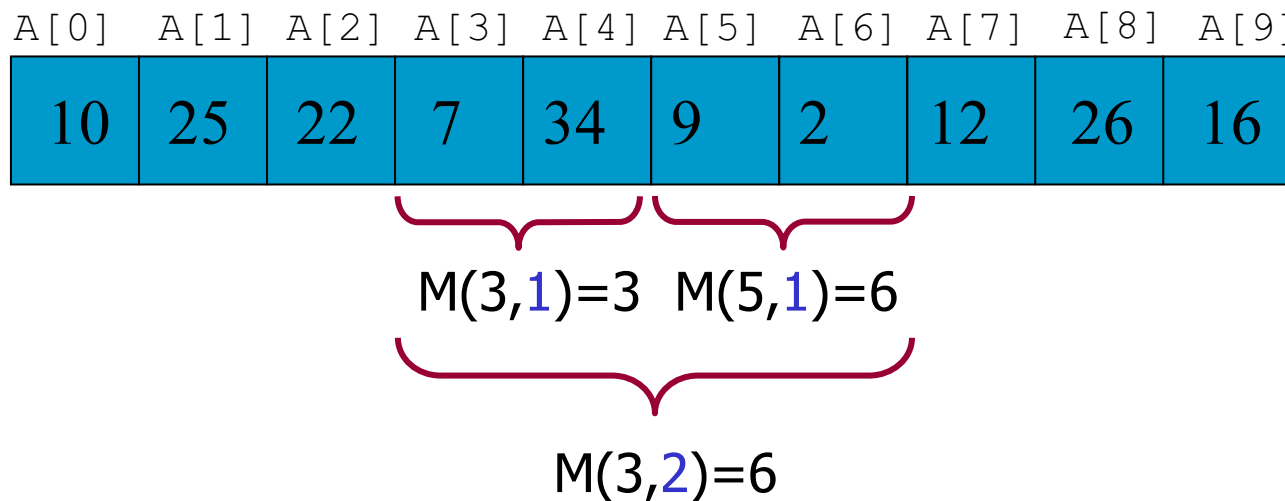 A[0] A[1] A[2] A[3] A[4] A[5] A[6] A[7] A[8] A[9]
10 25 22 7 34 9 2 12 26 16
M(3,1)=3 M(5,1)=6
M(3,2)=6